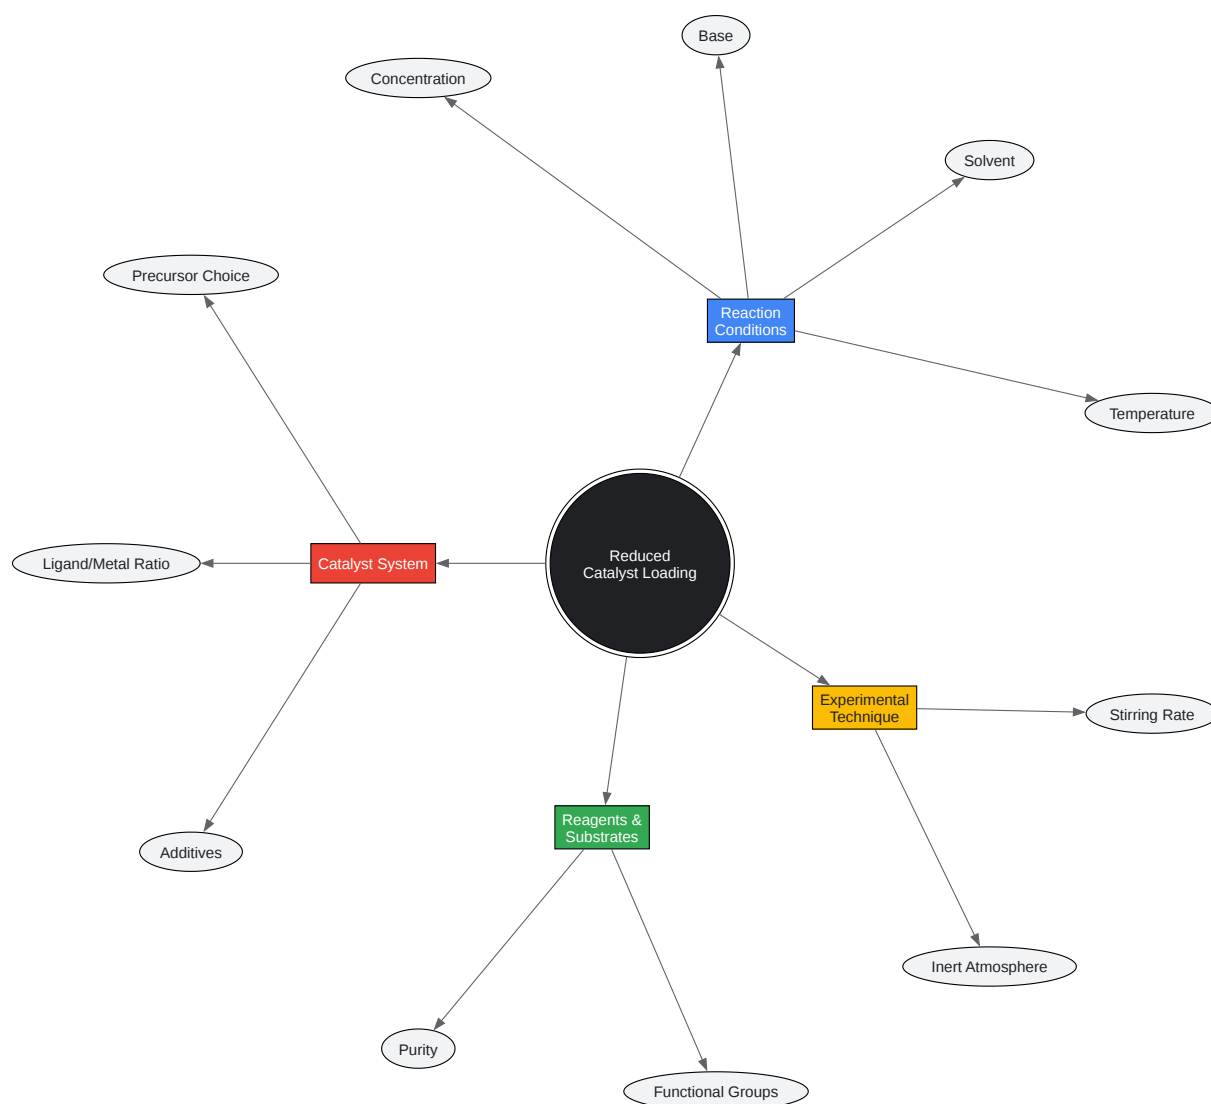 Base
Concentration
Solvent
Precursor Choice
Reaction
Conditions
Temperature
Ligand/Metal Ratio
Catalyst System
Reduced
Catalyst Loading
Experimental
Technique
Stirring Rate
Reagents &
Substrates
Additives
Inert Atmosphere
Purity
Functional Groups